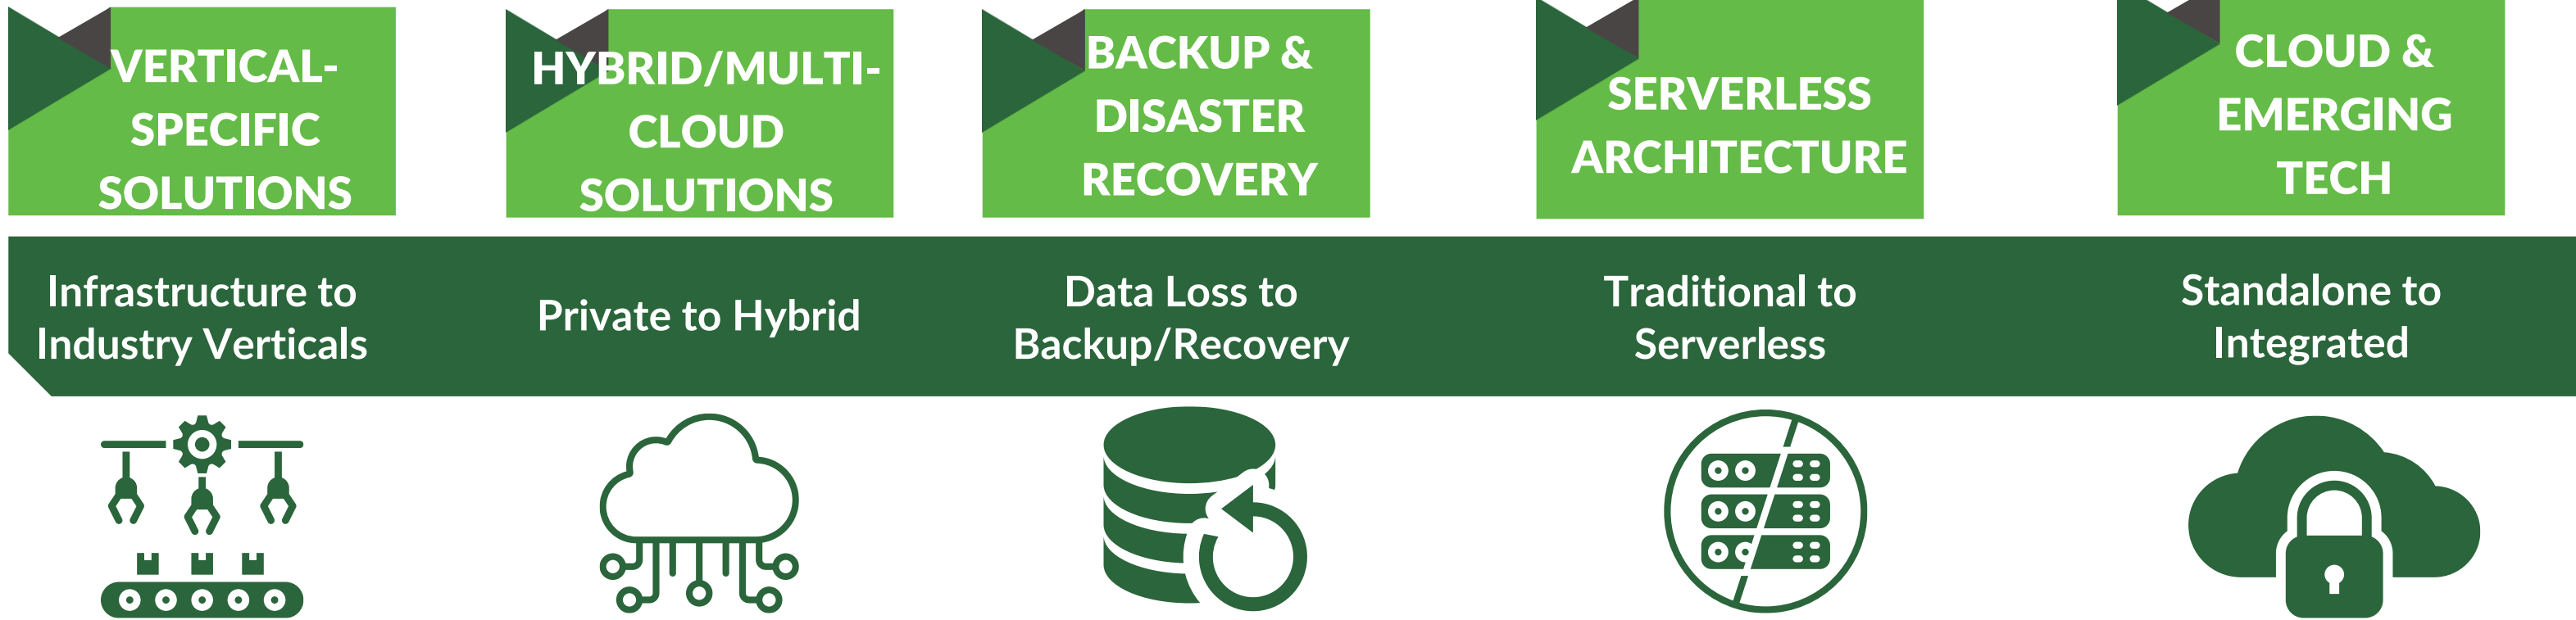 VERTICAL-
SPECIFIC
SOLUTIONS
HYBRID/MULTI-
CLOUD
SOLUTIONS
BACKUP &
DISASTER
RECOVERY
SERVERLESS
ARCHITECTURE
CLOUD &
EMERGING
TECH
Infrastructure to
Industry Verticals
Private to Hybrid
Data Loss to
Backup/Recovery
Traditional to
Serverless
Standalone to
Integrated